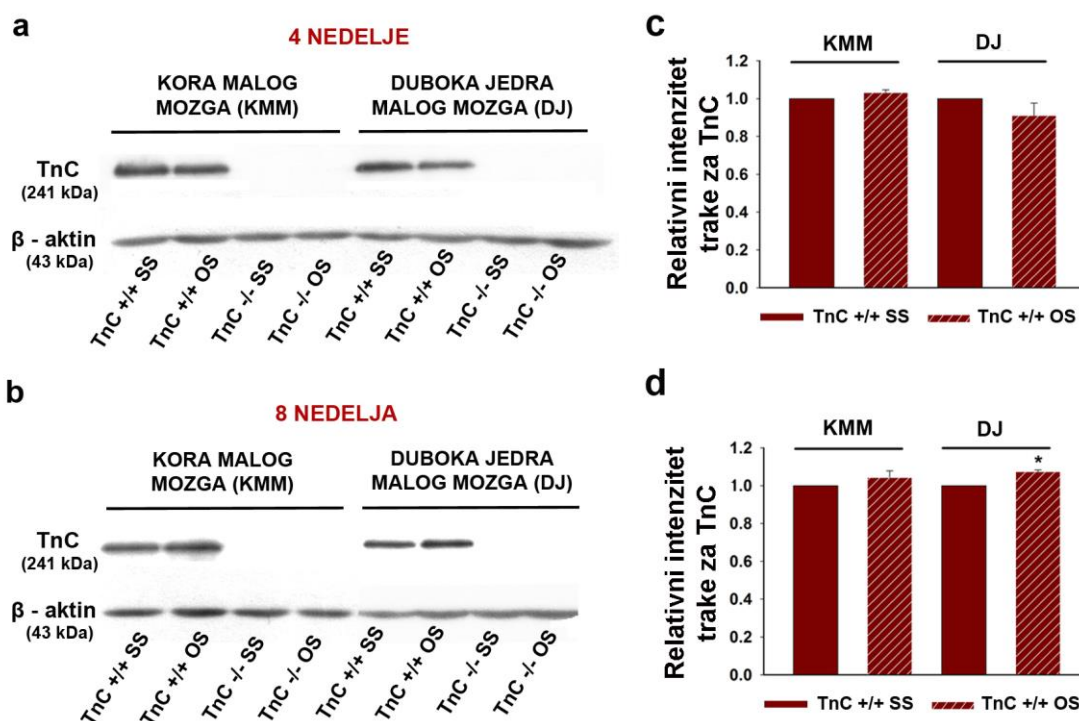 a
4 NEDELJE
KORA MALOG
MOZGA (KMM)
DUBOKA JEDRA
MALOG MOZGA (DJ)
TnC
(241 kDa)
β - aktin
(43 kDa)
TnC +/+ SS
TnC +/+ OS
TnC -/- SS
TnC -/- OS
TnC +/+ SS
TnC +/+ OS
TnC -/- SS
TnC -/- OS
b
8 NEDELJA
KORA MALOG
MOZGA (KMM)
DUBOKA JEDRA
MALOG MOZGA (DJ)
TnC
(241 kDa)
β - aktin
(43 kDa)
TnC +/+ SS
TnC +/+ OS
TnC -/- SS
TnC -/- OS
TnC +/+ SS
TnC +/+ OS
TnC -/- SS
TnC -/- OS
c
KMM
DJ
Relativni intenzitet
trake za TnC
1.2
1.0
0.8
0.6
0.4
0.2
0.0
TnC +/+ SS
TnC +/+ OS
d
KMM
DJ
Relativni intenzitet
trake za TnC
1.2
1.0
0.8
0.6
0.4
0.2
0.0
*
TnC +/+ SS
TnC +/+ OS